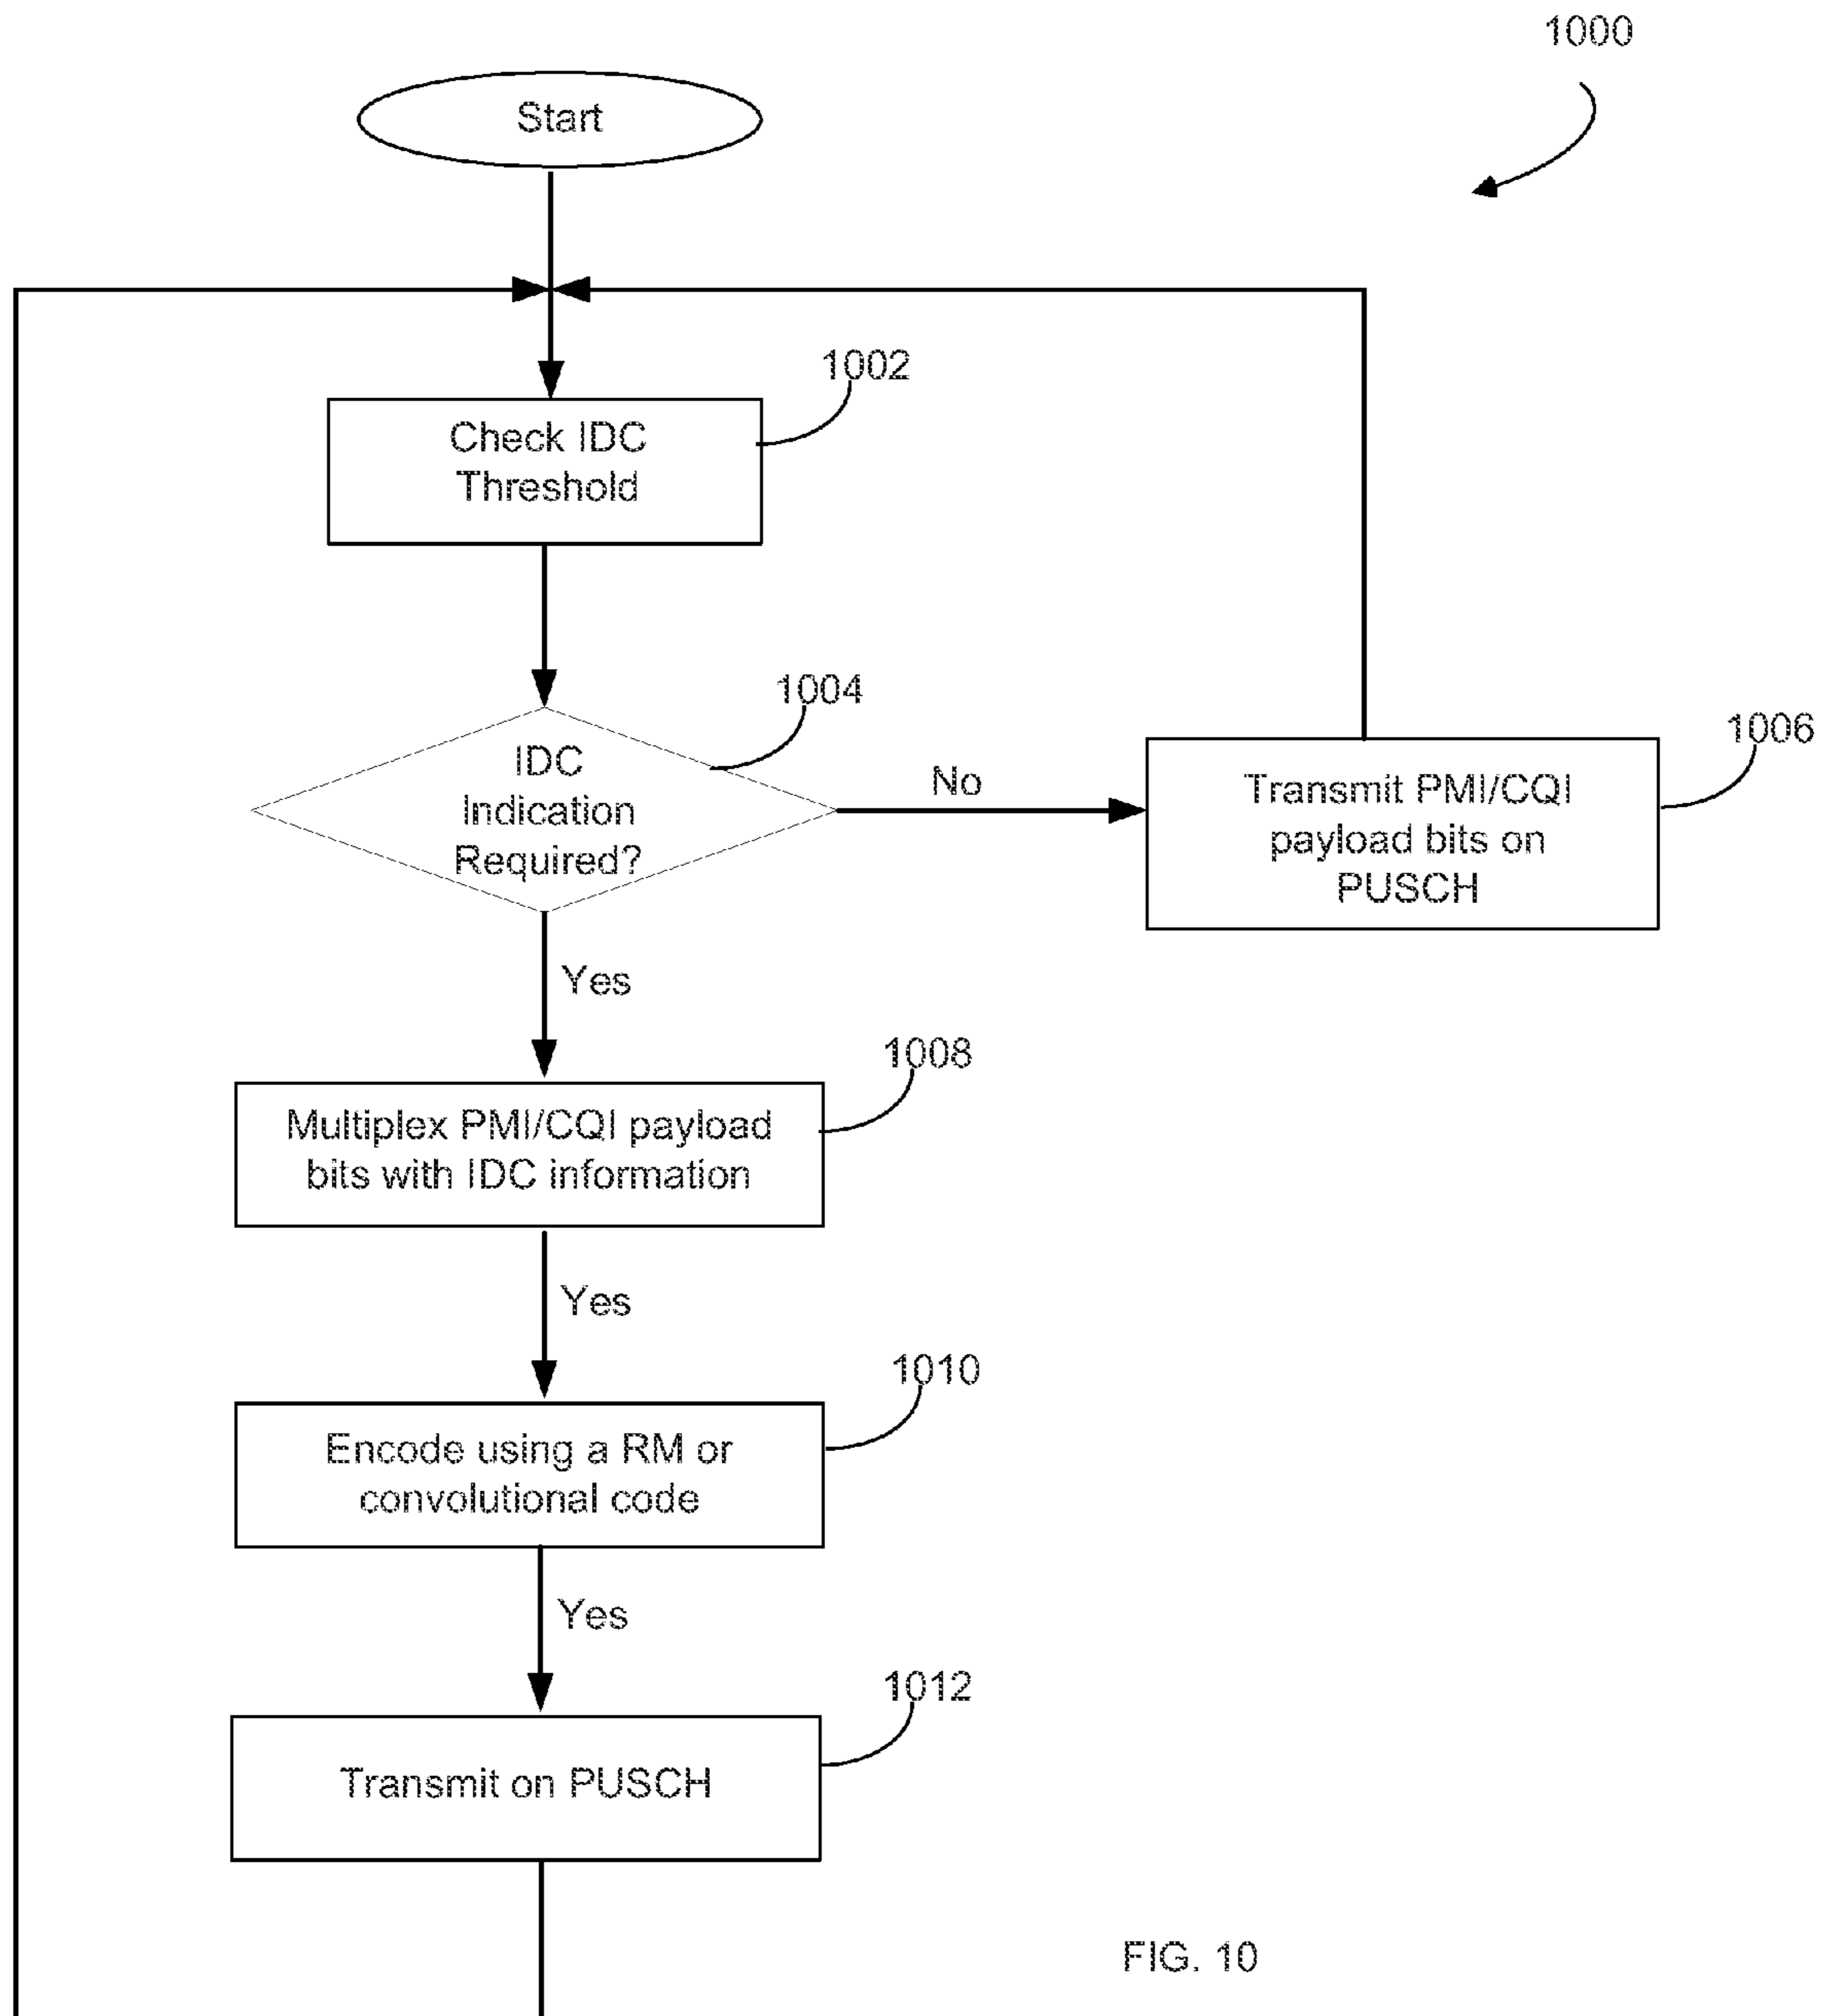 1000
Start
1002
Check IDC
Threshold
1004
IDC
Indication
Required?
No
1006
Transmit PMI/CQI
payload bits on
PUSCH
Yes
1008
Multiplex PMI/CQI payload
bits with IDC information
Yes
1010
Encode using a RM or
convolutional code
Yes
1012
Transmit on PUSCH
FIG. 10